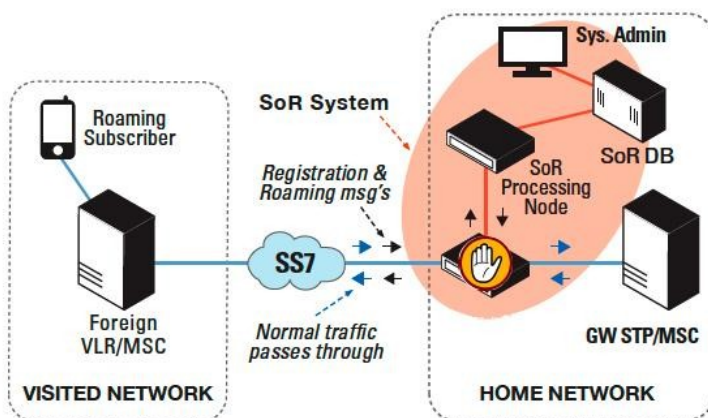 Sys. Admin
SoR System
Roaming
Subscriber
SoR DB
SoR
Processing
Node
Registration &
Roaming msg's
SS7
Foreign
VLR/MSC
Normal traffic
passes through
GW STP/MSC
VISITED NETWORK
HOME NETWORK